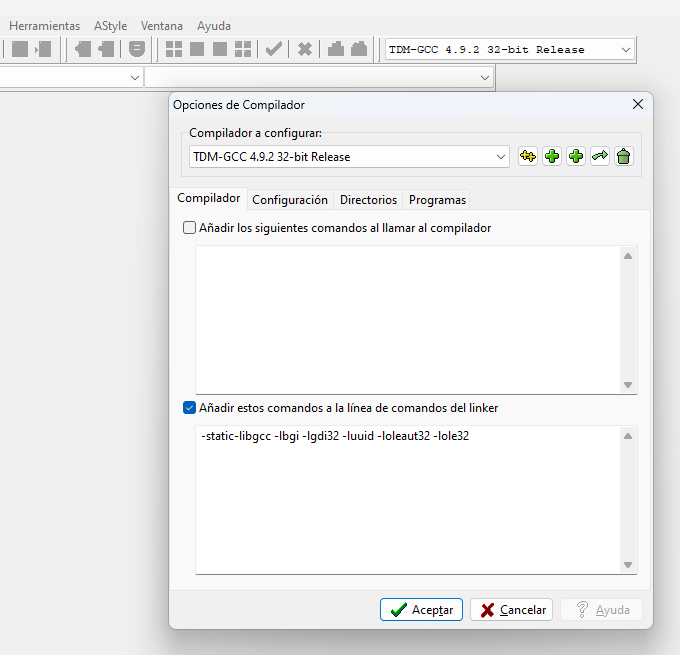 Herramientas AStyle Ventana Ayuda
TDM-GCC 4.9.2 32-bit Release
Opciones de Compilador
Compilador a configurar:
TDM-GCC 4.9.2 32-bit Release
Compilador Configuración Directorios Programas
Añadir los siguientes comandos al llamar al compilador
Añadir estos comandos a la línea de comandos del linker
-static-libgcc -lbgi -lgdi32 -luuid -loleaut32 -lole32
Aceptar Cancelar Ayuda